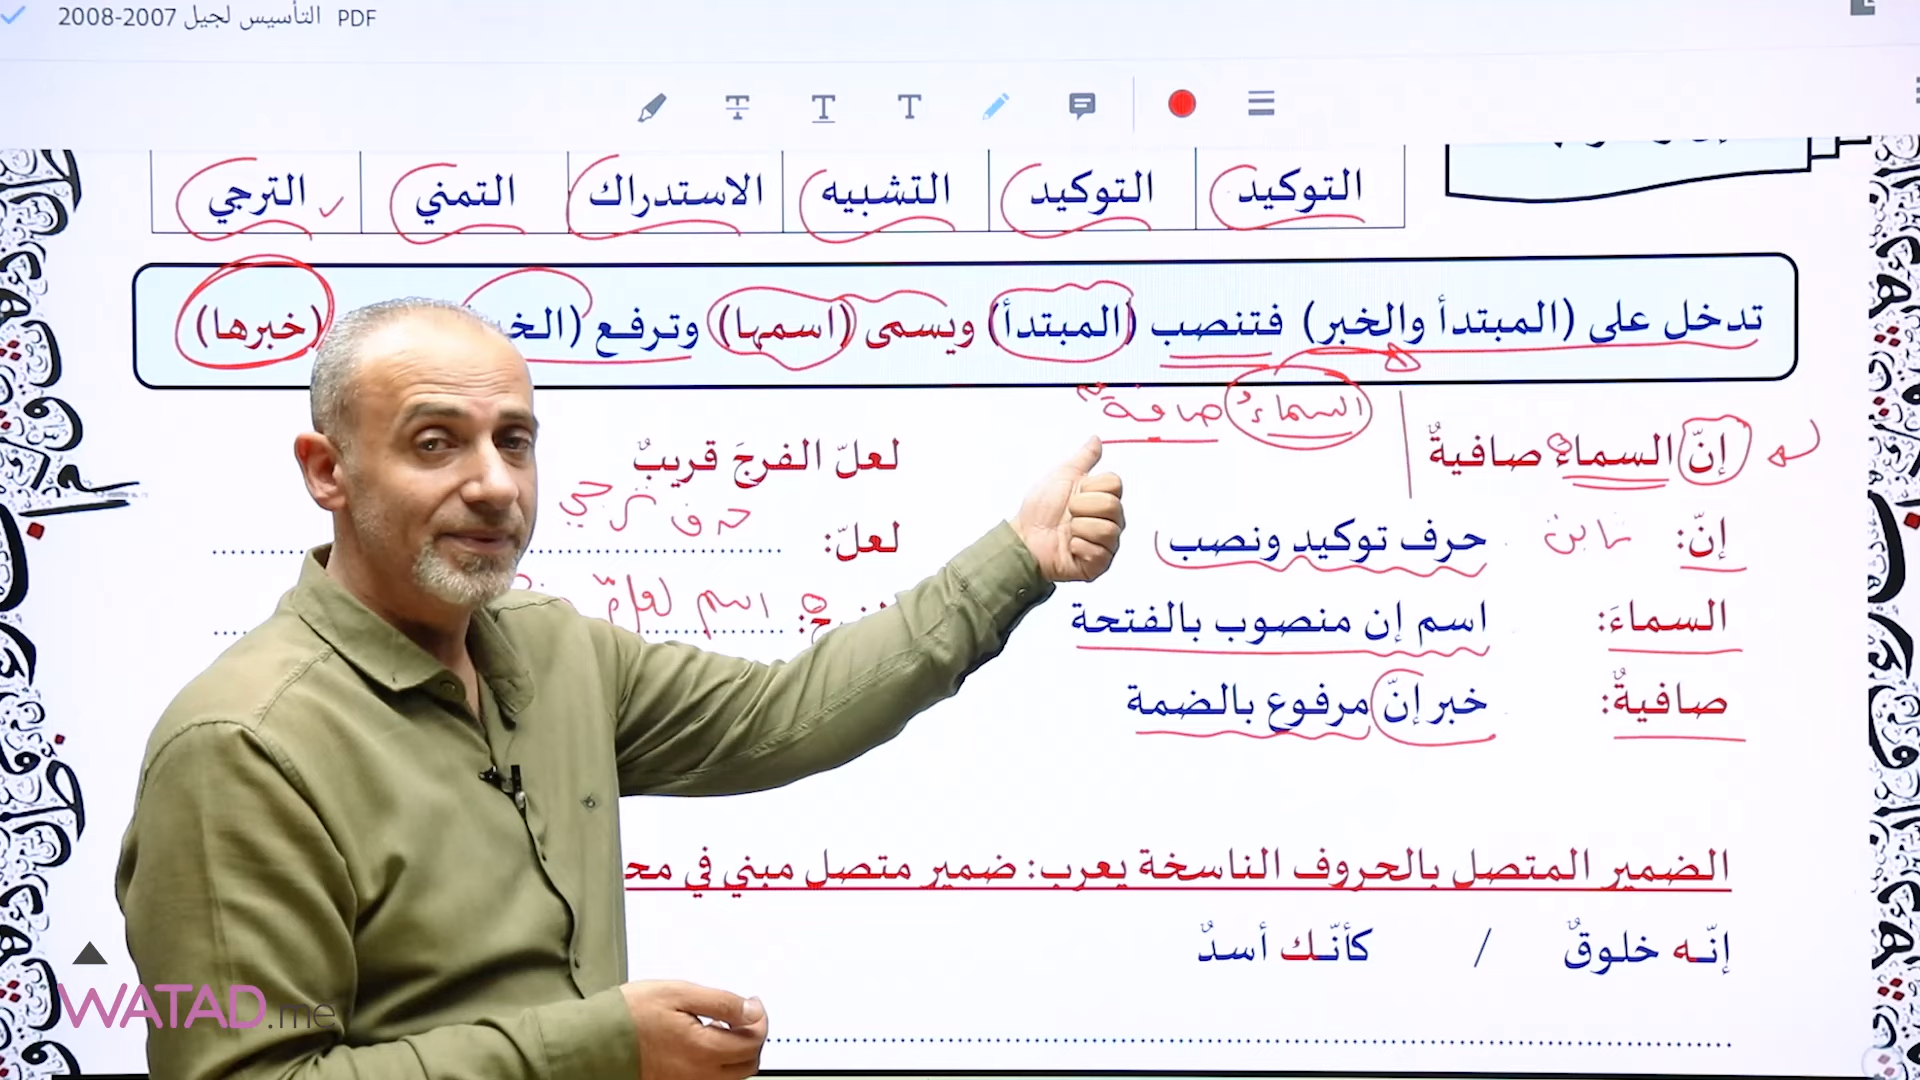 التأسيس لجيل 2007-2008 PDF
التوكيد التوكيد التشبيه الاستدراك التمني الترجي
تدخل على (المبتدأ والخبر) فتنصب (المبتدأ) ويسمى (اسمها) وترفع (الخ (خبرها)
السماءُ صافية
إنّ السماءَ صافيةٌ
لعلّ الفرجَ قريبٌ
إنّ: حرف توكيد ونصب
لعلّ: حرف ترجي
السماءَ: اسم إن منصوب بالفتحة
اسم لعلّ
صافيةٌ: خبر إنّ مرفوع بالضمة
الضمير المتصل بالحروف الناسخة يعرب: ضمير متصل مبني في مح
إنّه خلوقٌ / كأنّك أسدٌ
WATAD.me